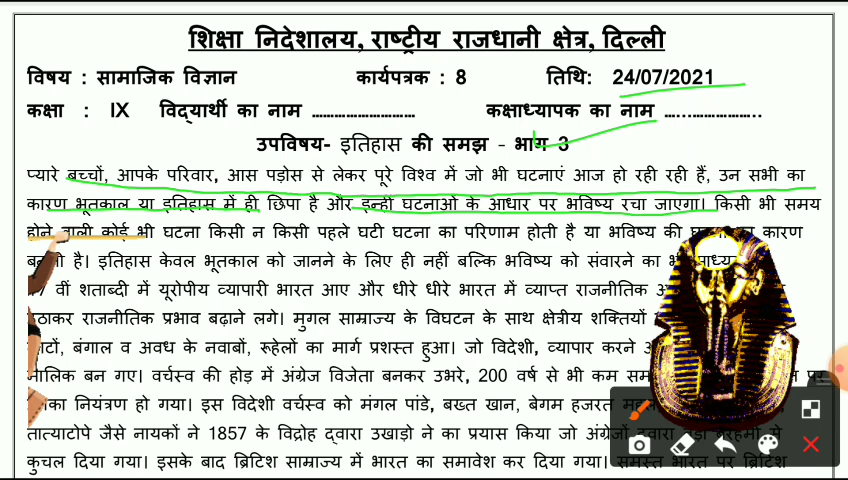 शिक्षा निदेशालय, राष्ट्रीय राजधानी क्षेत्र, दिल्ली
विषय : सामाजिक विज्ञान कार्यपत्रक : 8 तिथि: 24/07/2021
कक्षा : IX विद्यार्थी का नाम ........................... कक्षाध्यापक का नाम .......................
उपविषय- इतिहास की समझ - भाग 3
प्यारे बच्चों, आपके परिवार, आस पड़ोस से लेकर पूरे विश्व में जो भी घटनाएं आज हो रही रही हैं, उन सभी का
कारण भूतकाल या इतिहास में ही छिपा है और इन्ही घटनाओं के आधार पर भविष्य रचा जाएगा। किसी भी समय
होने वाली कोई भी घटना किसी न किसी पहले घटी घटना का परिणाम होती है या भविष्य की कारण
है। इतिहास केवल भूतकाल को जानने के लिए ही नहीं बल्कि भविष्य को संवारने का
वीं शताब्दी में यूरोपीय व्यापारी भारत आए और धीरे धीरे भारत में व्याप्त राजनीतिक
राजनीतिक प्रभाव बढ़ाने लगे। मुगल साम्राज्य के विघटन के साथ क्षेत्रीय शक्तियों
बंगाल व अवध के नवाबों, रूहेलों का मार्ग प्रशस्त हुआ। जो विदेशी, व्यापार करने
मालिक बन गए। वर्चस्व की होड़ में अंग्रेज विजेता बनकर उभरे, 200 वर्ष से भी कम पर
नियंत्रण हो गया। इस विदेशी वर्चस्व को मंगल पांडे, बख्त खान, बेगम हजरत
तात्याटोपे जैसे नायकों ने 1857 के विद्रोह द्वारा उखाड़ो ने का प्रयास किया जो अंग्रेजों द्वारा से
कुचल दिया गया। इसके बाद ब्रिटिश साम्राज्य में भारत का समावेश कर दिया गया। समस्त भारत पर ब्रिटिश